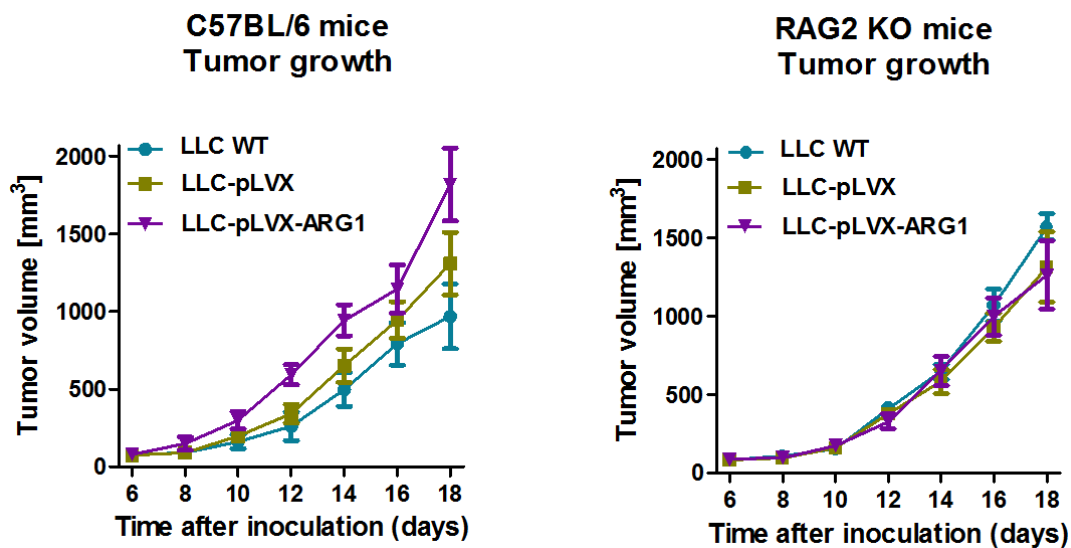 C57BL/6 mice
Tumor growth
LLC WT
LLC-pLVX
LLC-pLVX-ARG1
Tumor volume [mm³]
2000
1500
1000
500
0
6 8 10 12 14 16 18
Time after inoculation (days)
RAG2 KO mice
Tumor growth
LLC WT
LLC-pLVX
LLC-pLVX-ARG1
Tumor volume [mm³]
2000
1500
1000
500
0
6 8 10 12 14 16 18
Time after inoculation (days)